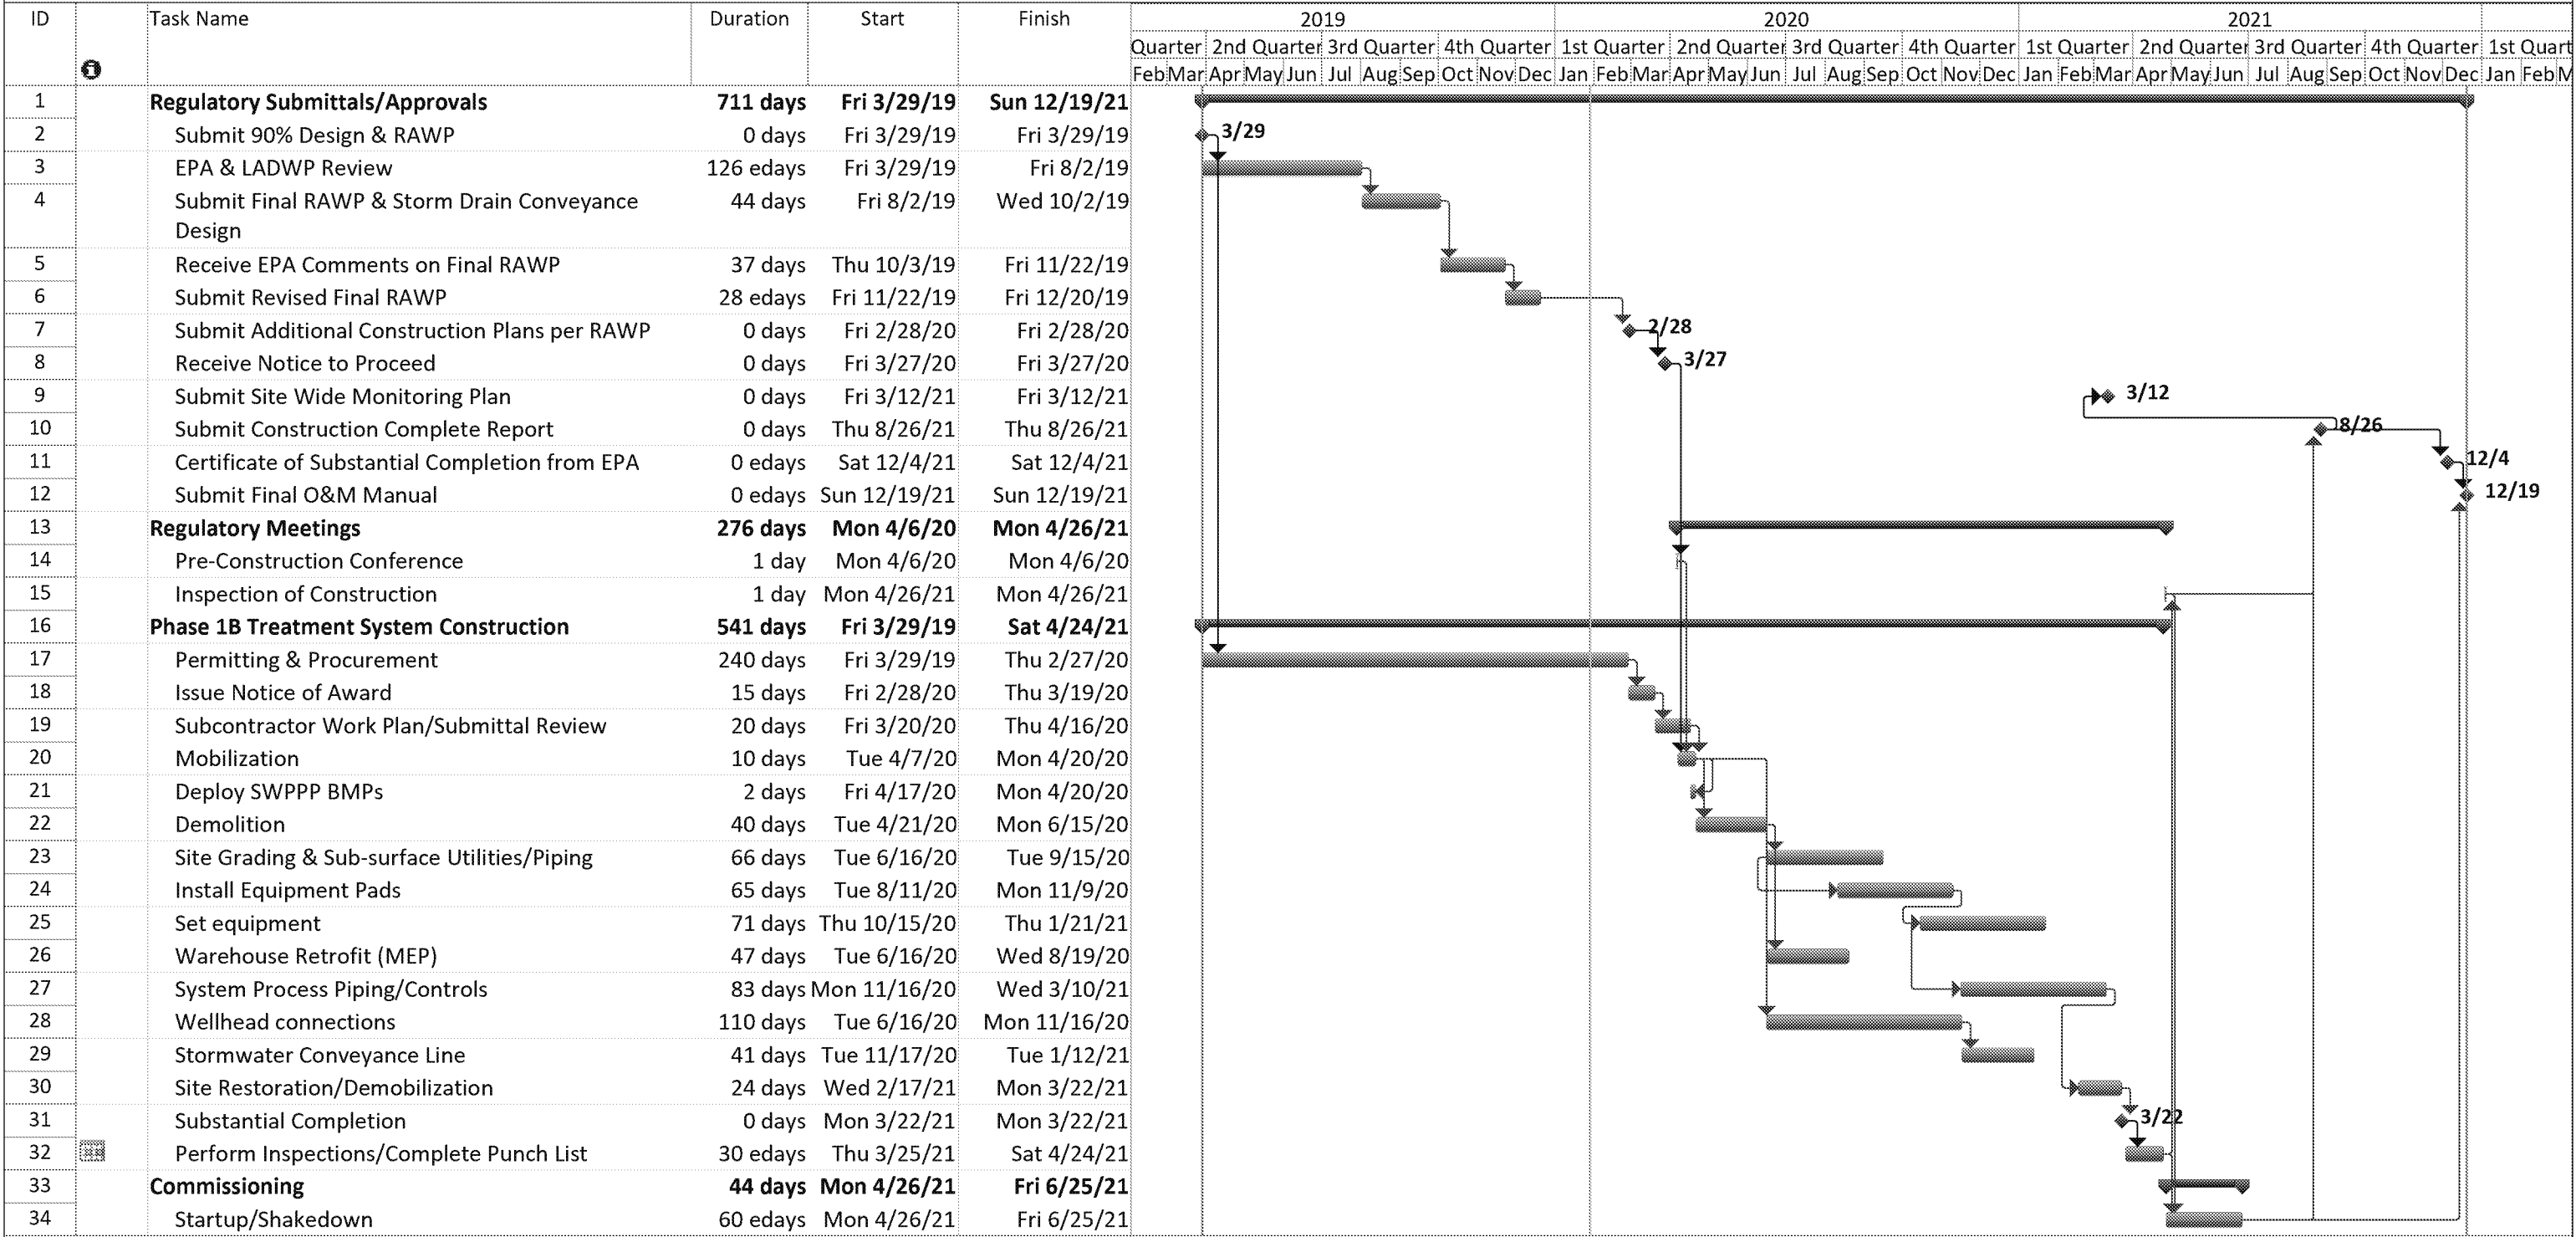 ID Task Name Duration Start Finish 2019 2020 2021
Quarter 2nd Quarter 3rd Quarter 4th Quarter 1st Quarter 2nd Quarter 3rd Quarter 4th Quarter 1st Quarter 2nd Quarter 3rd Quarter 4th Quarter 1st Quart
Feb Mar Apr May Jun Jul Aug Sep Oct Nov Dec Jan Feb Mar Apr May Jun Jul Aug Sep Oct Nov Dec Jan Feb Mar Apr May Jun Jul Aug Sep Oct Nov Dec Jan Feb M
1 Regulatory Submittals/Approvals 711 days Fri 3/29/19 Sun 12/19/21
2 Submit 90% Design & RAWP 0 days Fri 3/29/19 Fri 3/29/19 3/29
3 EPA & LADWP Review 126 edays Fri 3/29/19 Fri 8/2/19
4 Submit Final RAWP & Storm Drain Conveyance 44 days Fri 8/2/19 Wed 10/2/19
Design
5 Receive EPA Comments on Final RAWP 37 days Thu 10/3/19 Fri 11/22/19
6 Submit Revised Final RAWP 28 edays Fri 11/22/19 Fri 12/20/19
7 Submit Additional Construction Plans per RAWP 0 days Fri 2/28/20 Fri 2/28/20 2/28
8 Receive Notice to Proceed 0 days Fri 3/27/20 Fri 3/27/20 3/27
9 Submit Site Wide Monitoring Plan 0 days Fri 3/12/21 Fri 3/12/21 3/12
10 Submit Construction Complete Report 0 days Thu 8/26/21 Thu 8/26/21 8/26
11 Certificate of Substantial Completion from EPA 0 edays Sat 12/4/21 Sat 12/4/21 12/4
12 Submit Final O&M Manual 0 edays Sun 12/19/21 Sun 12/19/21 12/19
13 Regulatory Meetings 276 days Mon 4/6/20 Mon 4/26/21
14 Pre-Construction Conference 1 day Mon 4/6/20 Mon 4/6/20
15 Inspection of Construction 1 day Mon 4/26/21 Mon 4/26/21
16 Phase 1B Treatment System Construction 541 days Fri 3/29/19 Sat 4/24/21
17 Permitting & Procurement 240 days Fri 3/29/19 Thu 2/27/20
18 Issue Notice of Award 15 days Fri 2/28/20 Thu 3/19/20
19 Subcontractor Work Plan/Submittal Review 20 days Fri 3/20/20 Thu 4/16/20
20 Mobilization 10 days Tue 4/7/20 Mon 4/20/20
21 Deploy SWPPP BMPs 2 days Fri 4/17/20 Mon 4/20/20
22 Demolition 40 days Tue 4/21/20 Mon 6/15/20
23 Site Grading & Sub-surface Utilities/Piping 66 days Tue 6/16/20 Tue 9/15/20
24 Install Equipment Pads 65 days Tue 8/11/20 Mon 11/9/20
25 Set equipment 71 days Thu 10/15/20 Thu 1/21/21
26 Warehouse Retrofit (MEP) 47 days Tue 6/16/20 Wed 8/19/20
27 System Process Piping/Controls 83 days Mon 11/16/20 Wed 3/10/21
28 Wellhead connections 110 days Tue 6/16/20 Mon 11/16/20
29 Stormwater Conveyance Line 41 days Tue 11/17/20 Tue 1/12/21
30 Site Restoration/Demobilization 24 days Wed 2/17/21 Mon 3/22/21
31 Substantial Completion 0 days Mon 3/22/21 Mon 3/22/21 3/22
32 Perform Inspections/Complete Punch List 30 edays Thu 3/25/21 Sat 4/24/21
33 Commissioning 44 days Mon 4/26/21 Fri 6/25/21
34 Startup/Shakedown 60 edays Mon 4/26/21 Fri 6/25/21